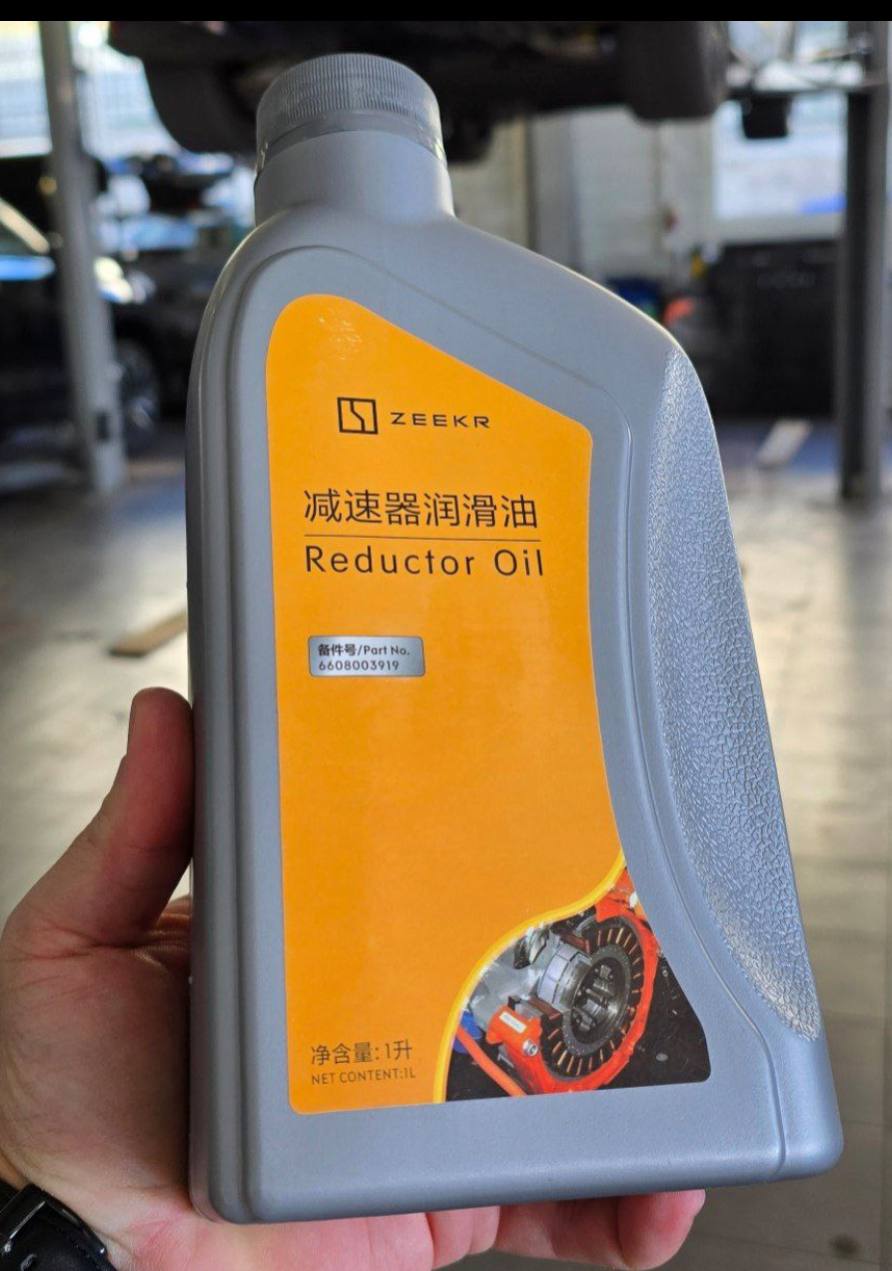 ZEEKR
减速器润滑油
Reductor Oil
备件号/Part No.
6608003919
净含量:1升
NET CONTENT:1L